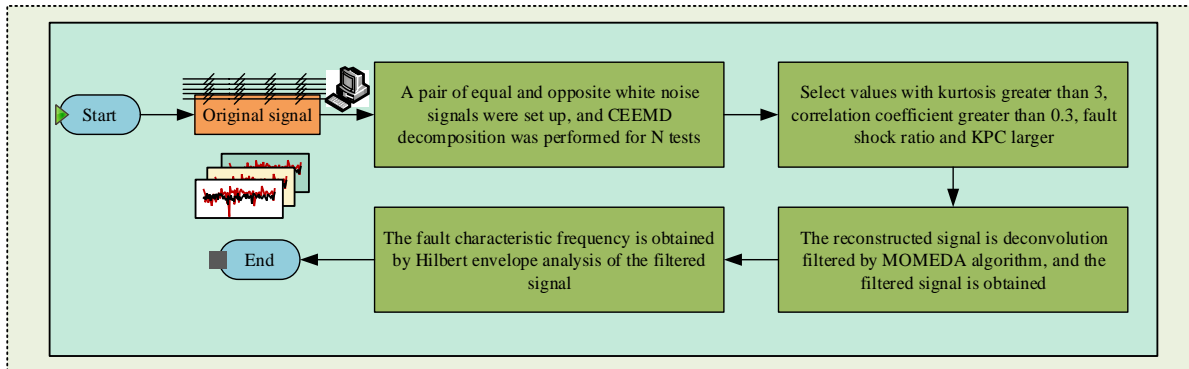 Start
Original signal
A pair of equal and opposite white noise
signals were set up, and CEEMD
decomposition was performed for N tests
Select values with kurtosis greater than 3,
correlation coefficient greater than 0.3, fault
shock ratio and KPC larger
The reconstructed signal is deconvolution
filtered by MOMEDA algorithm, and the
filtered signal is obtained
The fault characteristic frequency is obtained
by Hilbert envelope analysis of the filtered
signal
End